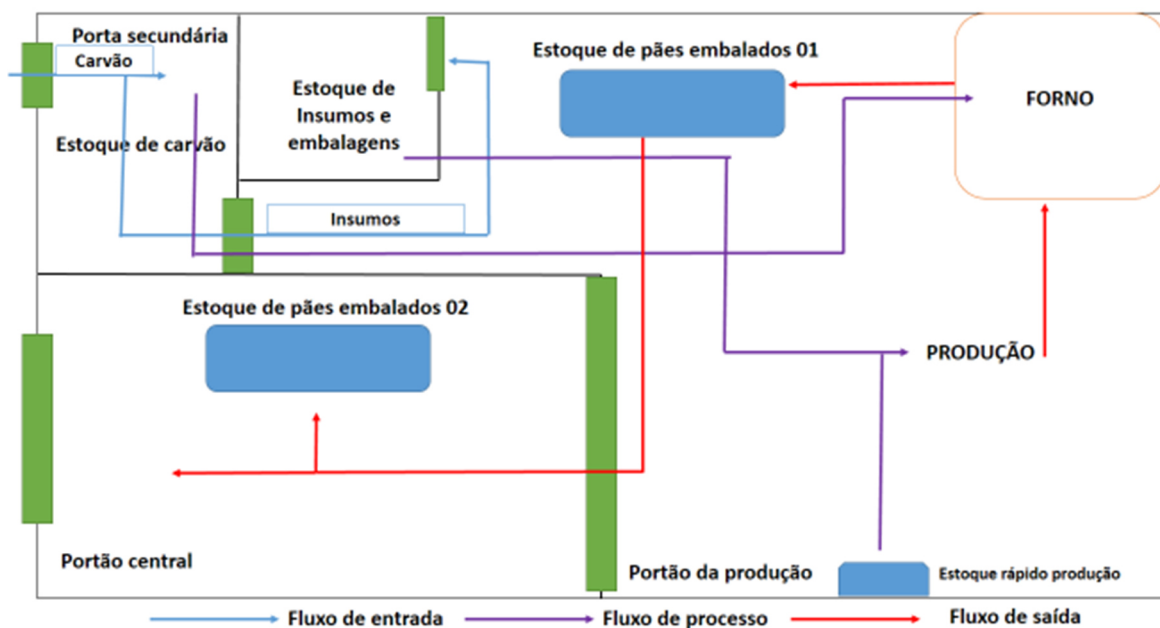 Porta secundária
Carvão
Estoque de carvão
Estoque de
Insumos e
embalagens
Estoque de pães embalados 01
FORNO
Insumos
Estoque de pães embalados 02
PRODUÇÃO
Portão central
Portão da produção
Estoque rápido produção
Fluxo de entrada
Fluxo de processo
Fluxo de saída